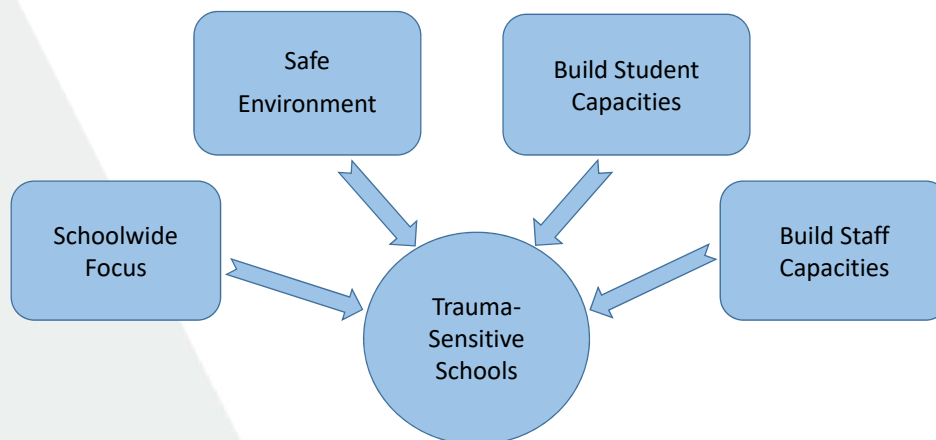 Safe
Environment
Build Student
Capacities
Schoolwide
Focus
Build Staff
Capacities
Trauma-
Sensitive
Schools